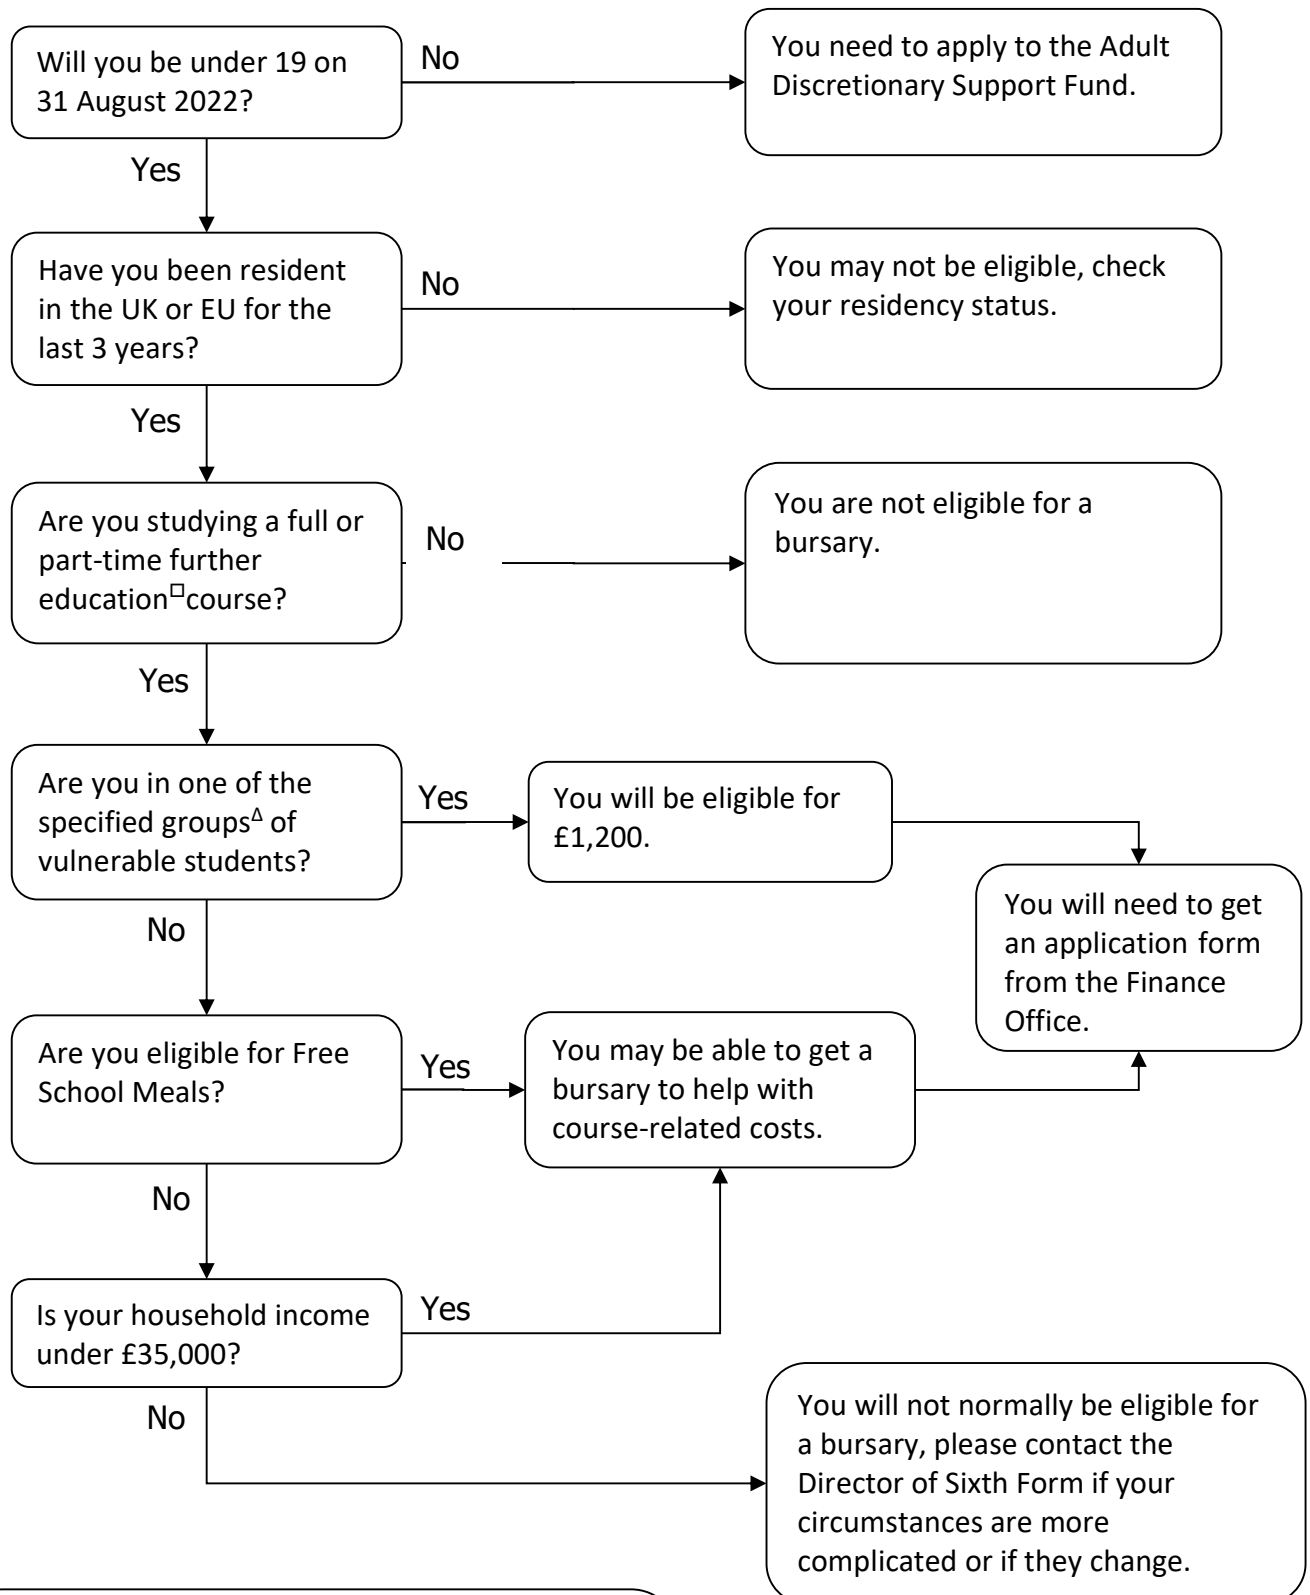 Will you be under 19 on
31 August 2022?
No
You need to apply to the Adult
Discretionary Support Fund.
Yes
Have you been resident
in the UK or EU for the
last 3 years?
No
You may not be eligible, check
your residency status.
Yes
Are you studying a full or
part-time further
education□course?
No
You are not eligible for a
bursary.
Yes
Are you in one of the
specified groupsᐞ of
vulnerable students?
Yes
You will be eligible for
£1,200.
You will need to get
an application form
from the Finance
Office.
No
Are you eligible for Free
School Meals?
Yes
You may be able to get a
bursary to help with
course-related costs.
No
Is your household income
under £35,000?
Yes
No
You will not normally be eligible for
a bursary, please contact the
Director of Sixth Form if your
circumstances are more
complicated or if they change.